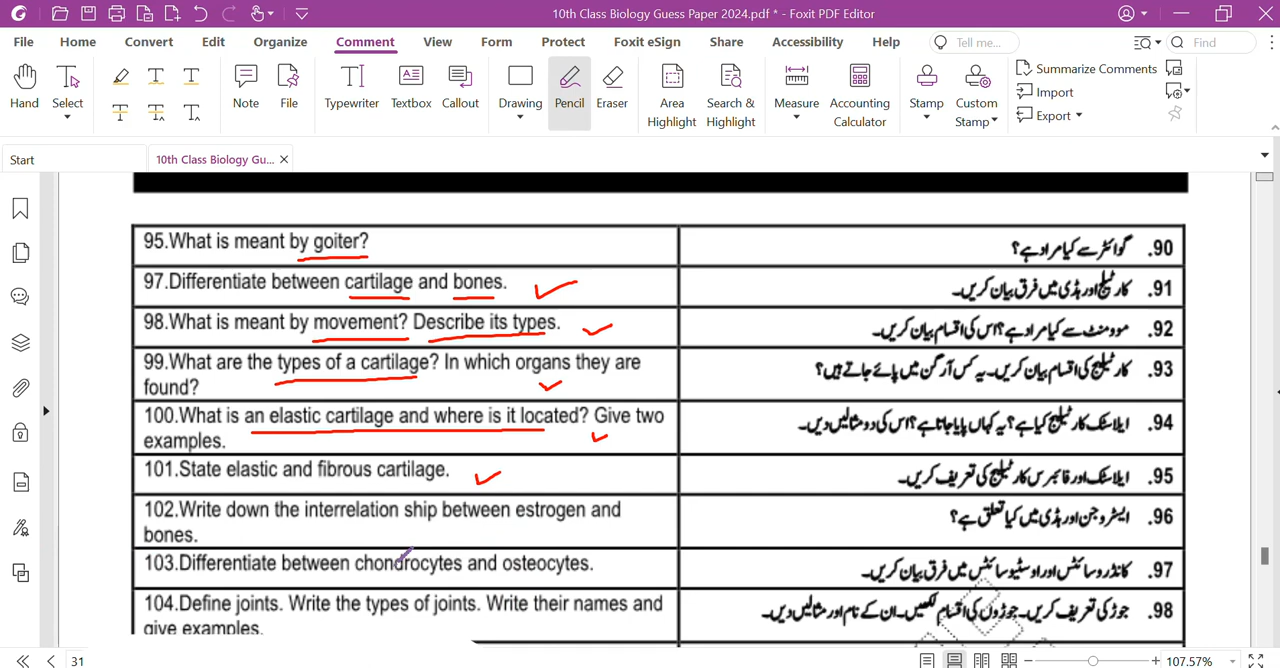 10th Class Biology Guess Paper 2024.pdf * - Foxit PDF Editor
File Home Convert Edit Organize Comment View Form Protect Foxit eSign Share Accessibility Help Tell me... Find
Hand Select Note File Typewriter Textbox Callout Drawing Pencil Eraser Area Highlight Search & Highlight Measure Accounting Calculator Stamp Custom Stamp Summarize Comments Import Export
Start 10th Class Biology Gu...
95.What is meant by goiter?
90. گوائٹر سے کیا مراد ہے؟
97.Differentiate between cartilage and bones.
91. کارٹیلیج اور ہڈی میں فرق بیان کریں۔
98.What is meant by movement? Describe its types.
92. موومنٹ سے کیا مراد ہے؟ اس کی اقسام بیان کریں۔
99.What are the types of a cartilage? In which organs they are
found?
93. کارٹیلیج کی اقسام بیان کریں۔ یہ کس آرگن میں پائے جاتے ہیں؟
100.What is an elastic cartilage and where is it located? Give two
examples.
94. ایلاسٹک کارٹیلیج کیا ہے؟ یہ کہاں پایا جاتا ہے؟ اس کی دو مثالیں دیں۔
101.State elastic and fibrous cartilage.
95. ایلاسٹک اور فائبرس کارٹیلیج کی تعریف کریں۔
102.Write down the interrelation ship between estrogen and
bones.
96. ایسٹروجن اور ہڈی میں کیا تعلق ہے؟
103.Differentiate between chondrocytes and osteocytes.
97. کانڈروسائٹس اور اوسٹیوسائٹس میں فرق بیان کریں۔
104.Define joints. Write the types of joints. Write their names and
give examples.
98. جوڑ کی تعریف کریں۔ جوڑوں کی اقسام لکھیں۔ ان کے نام اور مثالیں دیں۔
31 107.57%